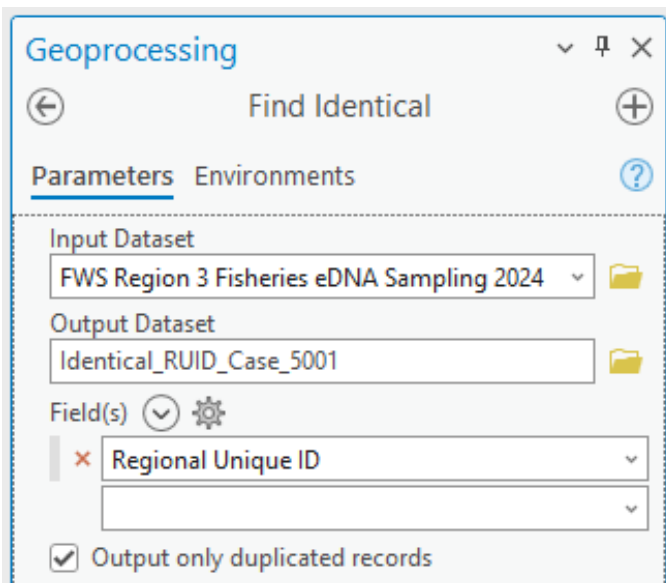 Geoprocessing
Find Identical
Parameters Environments
Input Dataset
FWS Region 3 Fisheries eDNA Sampling 2024
Output Dataset
Identical_RUID_Case_5001
Field(s)
Regional Unique ID
Output only duplicated records